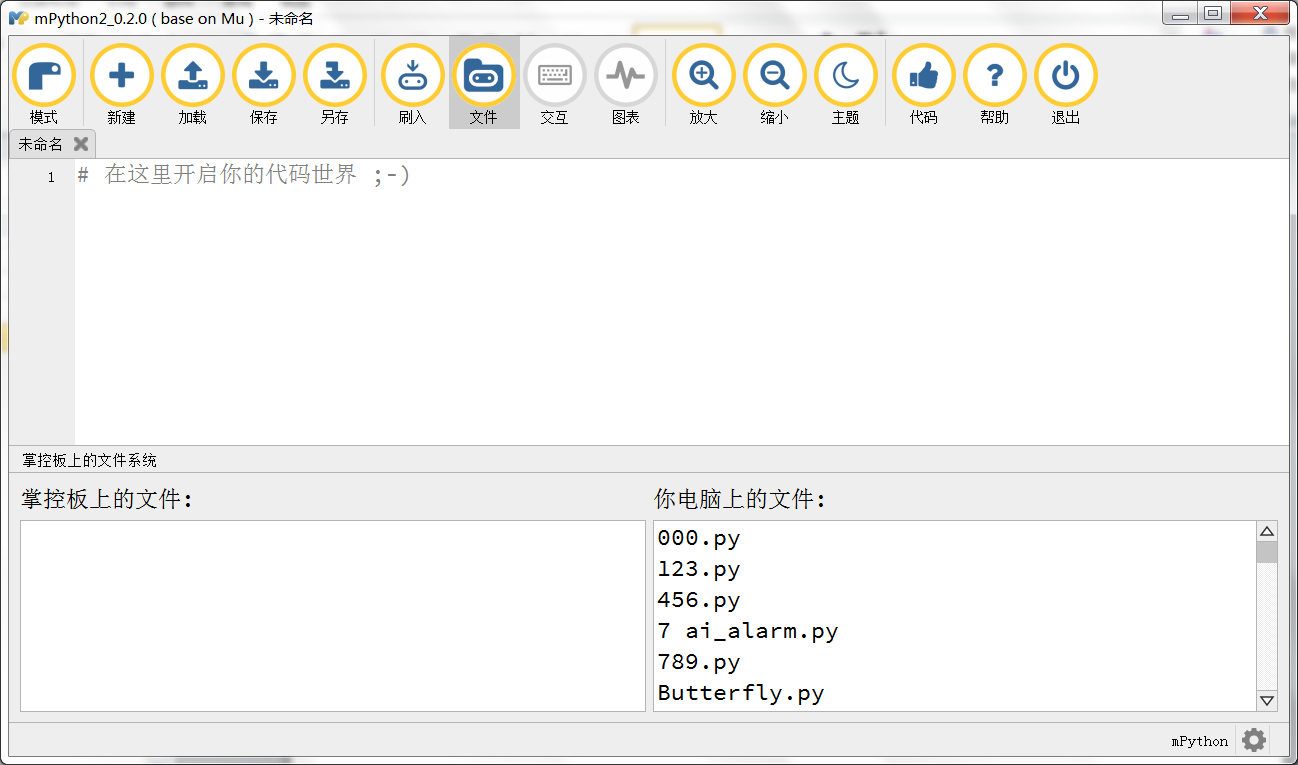 mPython2_0.2.0 ( base on Mu ) - 未命名
模式 新建 加载 保存 另存 刷入 文件 交互 图表 放大 缩小 主题 代码 帮助 退出
未命名
1 # 在这里开启你的代码世界 ;-)
掌控板上的文件系统
掌控板上的文件: 你电脑上的文件:
000.py
123.py
456.py
7 ai_alarm.py
789.py
Butterfly.py
mPython